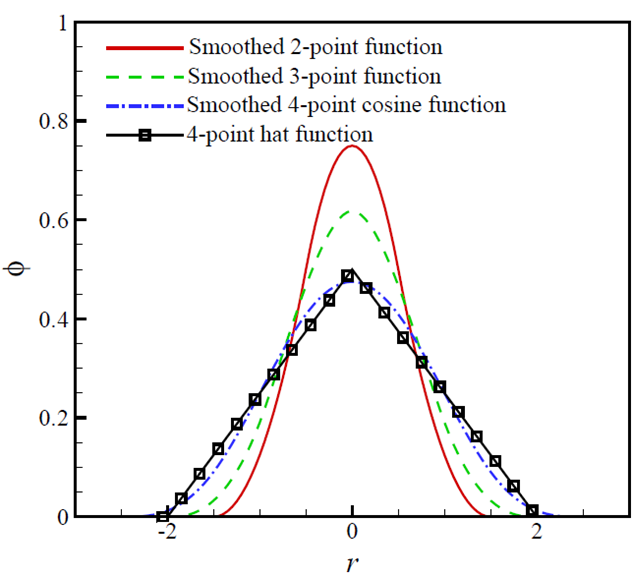 1
Smoothed 2-point function
Smoothed 3-point function
0.8
Smoothed 4-point cosine function
4-point hat function
0.6
ϕ
0.4
0.2
0
-2
0
2
r